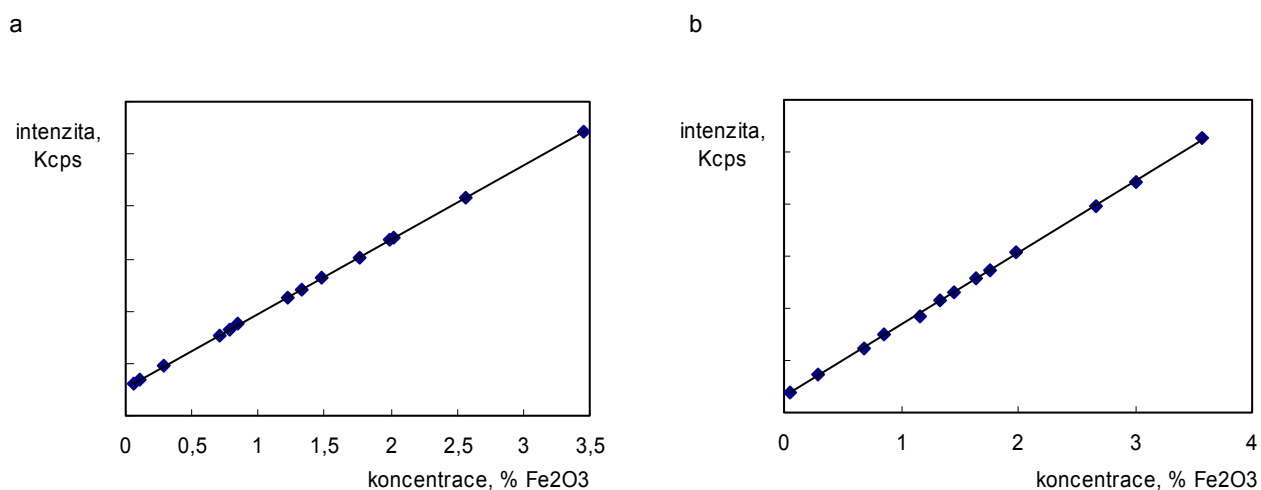 a
intenzita,
Kcps
0 0,5 1 1,5 2 2,5 3 3,5
koncentrace, % Fe2O3
b
intenzita,
Kcps
0 1 2 3 4
koncentrace, % Fe2O3